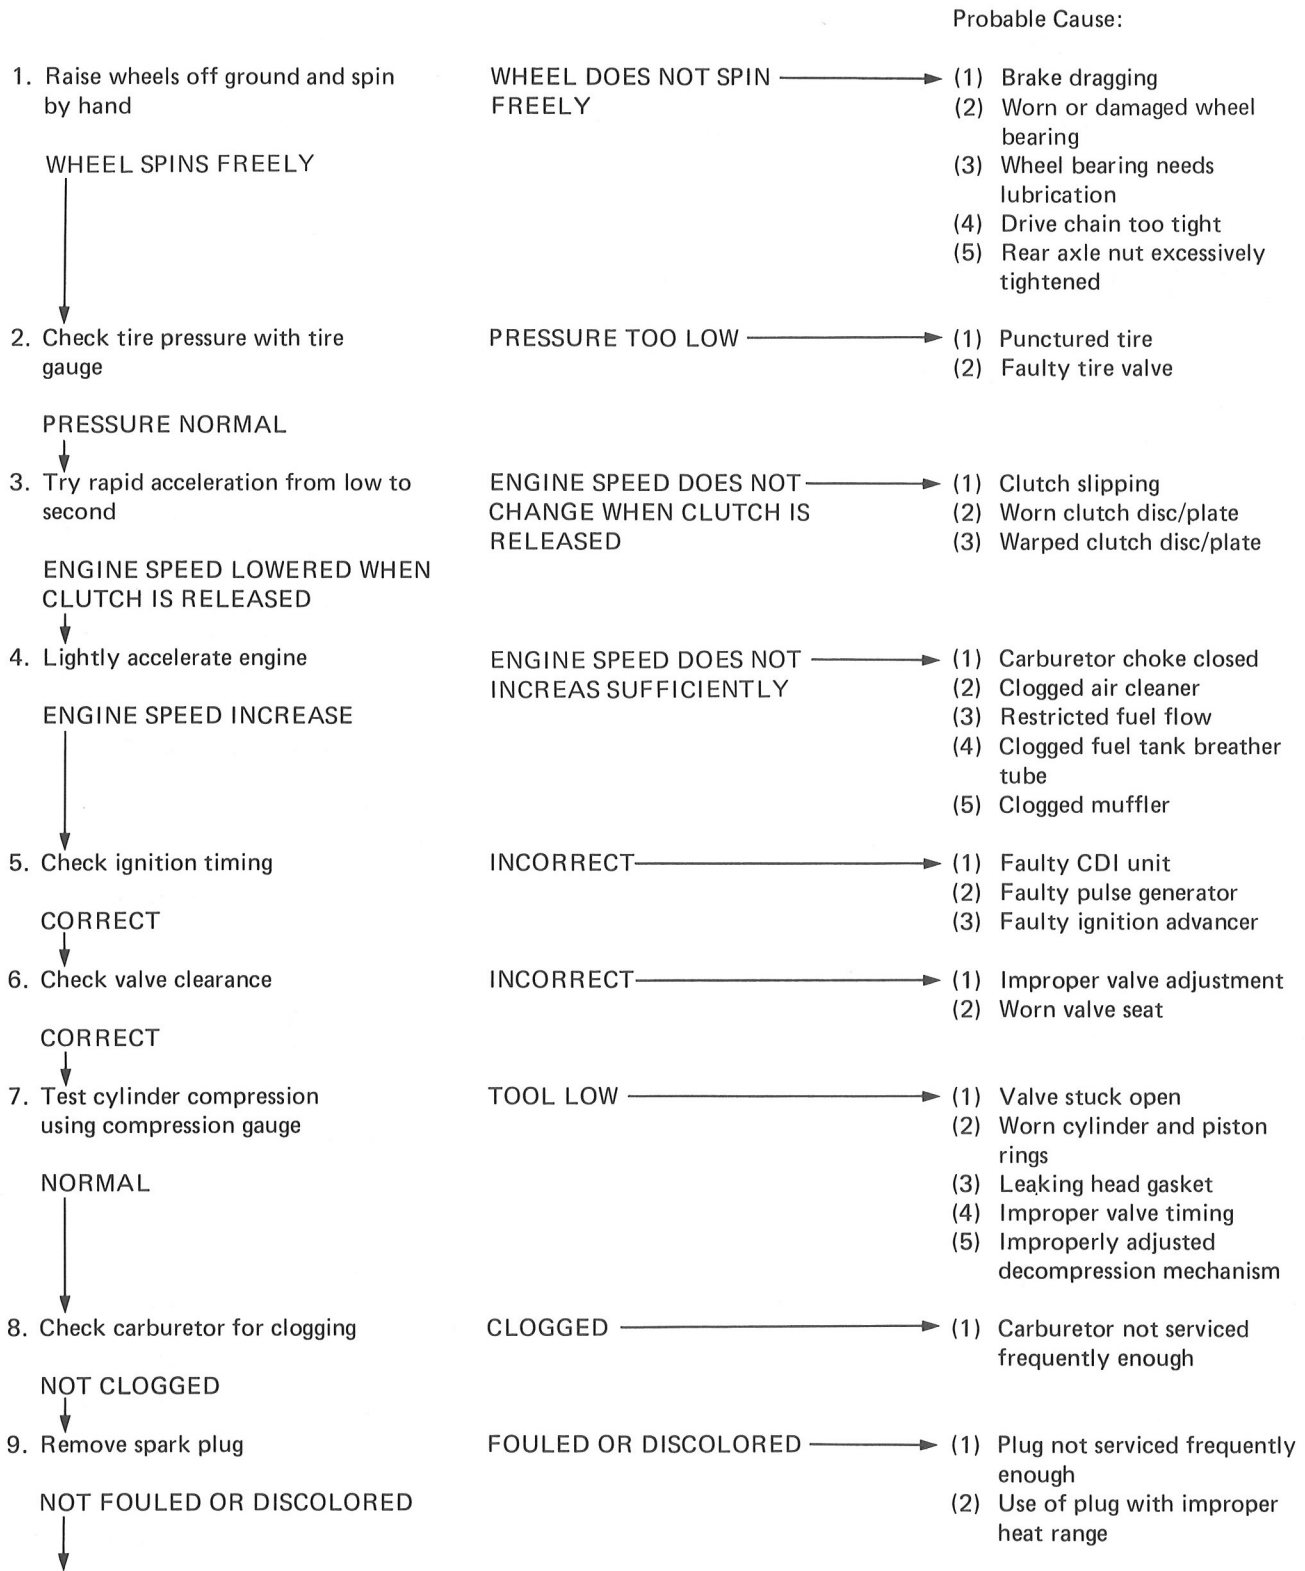 Probable Cause:
1. Raise wheels off ground and spin
by hand
WHEEL DOES NOT SPIN
FREELY
(1) Brake dragging
(2) Worn or damaged wheel
bearing
(3) Wheel bearing needs
lubrication
(4) Drive chain too tight
(5) Rear axle nut excessively
tightened
WHEEL SPINS FREELY
2. Check tire pressure with tire
gauge
PRESSURE TOO LOW
(1) Punctured tire
(2) Faulty tire valve
PRESSURE NORMAL
3. Try rapid acceleration from low to
second
ENGINE SPEED DOES NOT
CHANGE WHEN CLUTCH IS
RELEASED
(1) Clutch slipping
(2) Worn clutch disc/plate
(3) Warped clutch disc/plate
ENGINE SPEED LOWERED WHEN
CLUTCH IS RELEASED
4. Lightly accelerate engine
ENGINE SPEED DOES NOT
INCREAS SUFFICIENTLY
(1) Carburetor choke closed
(2) Clogged air cleaner
(3) Restricted fuel flow
(4) Clogged fuel tank breather
tube
(5) Clogged muffler
ENGINE SPEED INCREASE
5. Check ignition timing
INCORRECT
(1) Faulty CDI unit
(2) Faulty pulse generator
(3) Faulty ignition advancer
CORRECT
6. Check valve clearance
INCORRECT
(1) Improper valve adjustment
(2) Worn valve seat
CORRECT
7. Test cylinder compression
using compression gauge
TOOL LOW
(1) Valve stuck open
(2) Worn cylinder and piston
rings
(3) Leaking head gasket
(4) Improper valve timing
(5) Improperly adjusted
decompression mechanism
NORMAL
8. Check carburetor for clogging
CLOGGED
(1) Carburetor not serviced
frequently enough
NOT CLOGGED
9. Remove spark plug
FOULED OR DISCOLORED
(1) Plug not serviced frequently
enough
(2) Use of plug with improper
heat range
NOT FOULED OR DISCOLORED